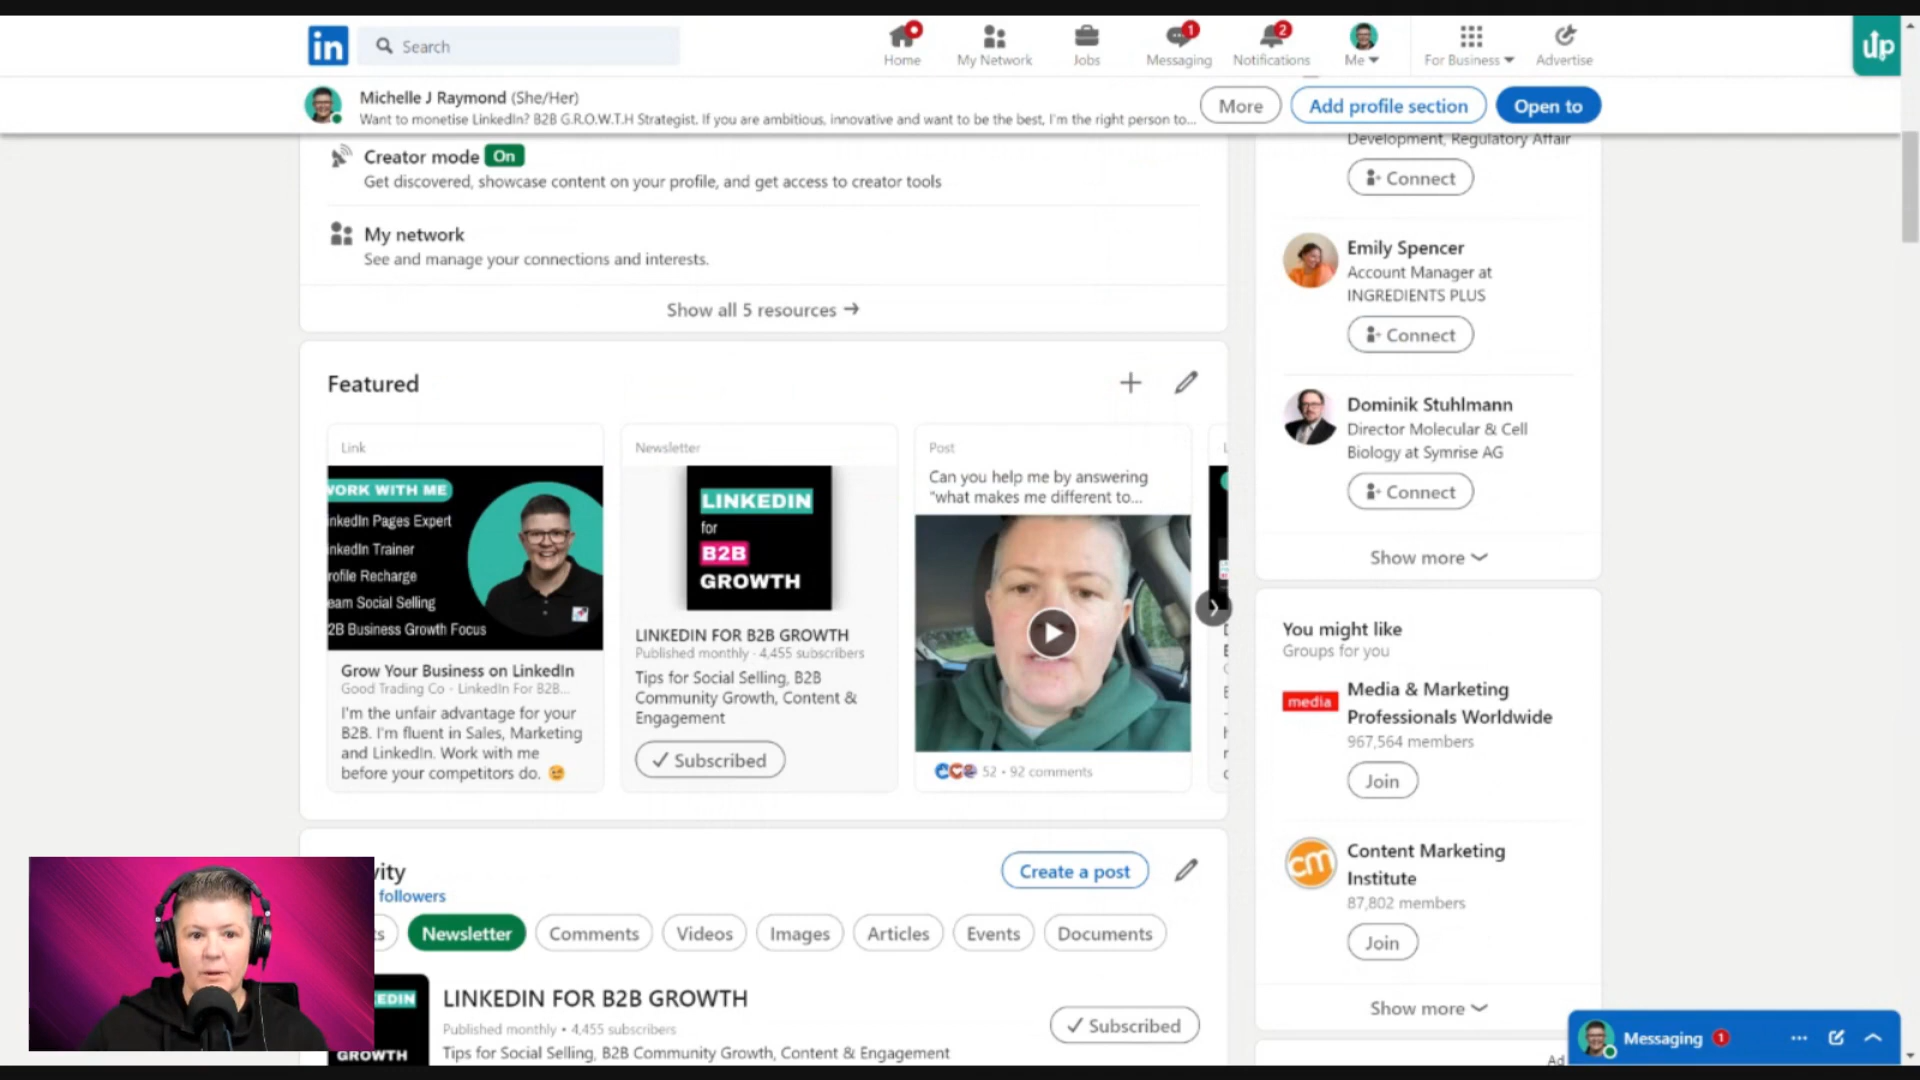 in
Search
Home
My Network
Jobs
1
Messaging
2
Notifications
Me
For Business
Advertise
Michelle J Raymond (She/Her)
Want to monetise LinkedIn? B2B G.R.O.W.T.H Strategist. If you are ambitious, innovative and want to be the best, I'm the right person to...
More
Add profile section
Open to
Creator mode On
Get discovered, showcase content on your profile, and get access to creator tools
My network
See and manage your connections and interests.
Show all 5 resources →
Featured
Link
WORK WITH ME
nkedIn Pages Expert
nkedIn Trainer
rofile Recharge
eam Social Selling
2B Business Growth Focus
Grow Your Business on LinkedIn
Good Trading Co - LinkedIn For B2B...
I'm the unfair advantage for your
B2B. I'm fluent in Sales, Marketing
and LinkedIn. Work with me
before your competitors do.
Newsletter
LINKEDIN
for
B2B
GROWTH
LINKEDIN FOR B2B GROWTH
Published monthly · 4,455 subscribers
Tips for Social Selling, B2B
Community Growth, Content &
Engagement
Subscribed
Post
Can you help me by answering
"what makes me different to...
52 • 92 comments
vity
followers
Create a post
ts
Newsletter
Comments
Videos
Images
Articles
Events
Documents
EDIN
GROWTH
LINKEDIN FOR B2B GROWTH
Published monthly • 4,455 subscribers
Tips for Social Selling, B2B Community Growth, Content & Engagement
Subscribed
Development, Regulatory Affair
Connect
Emily Spencer
Account Manager at
INGREDIENTS PLUS
Connect
Dominik Stuhlmann
Director Molecular & Cell
Biology at Symrise AG
Connect
Show more
You might like
Groups for you
media
Media & Marketing
Professionals Worldwide
967,564 members
Join
cm
Content Marketing
Institute
87,802 members
Join
Show more
Ad
Messaging 1